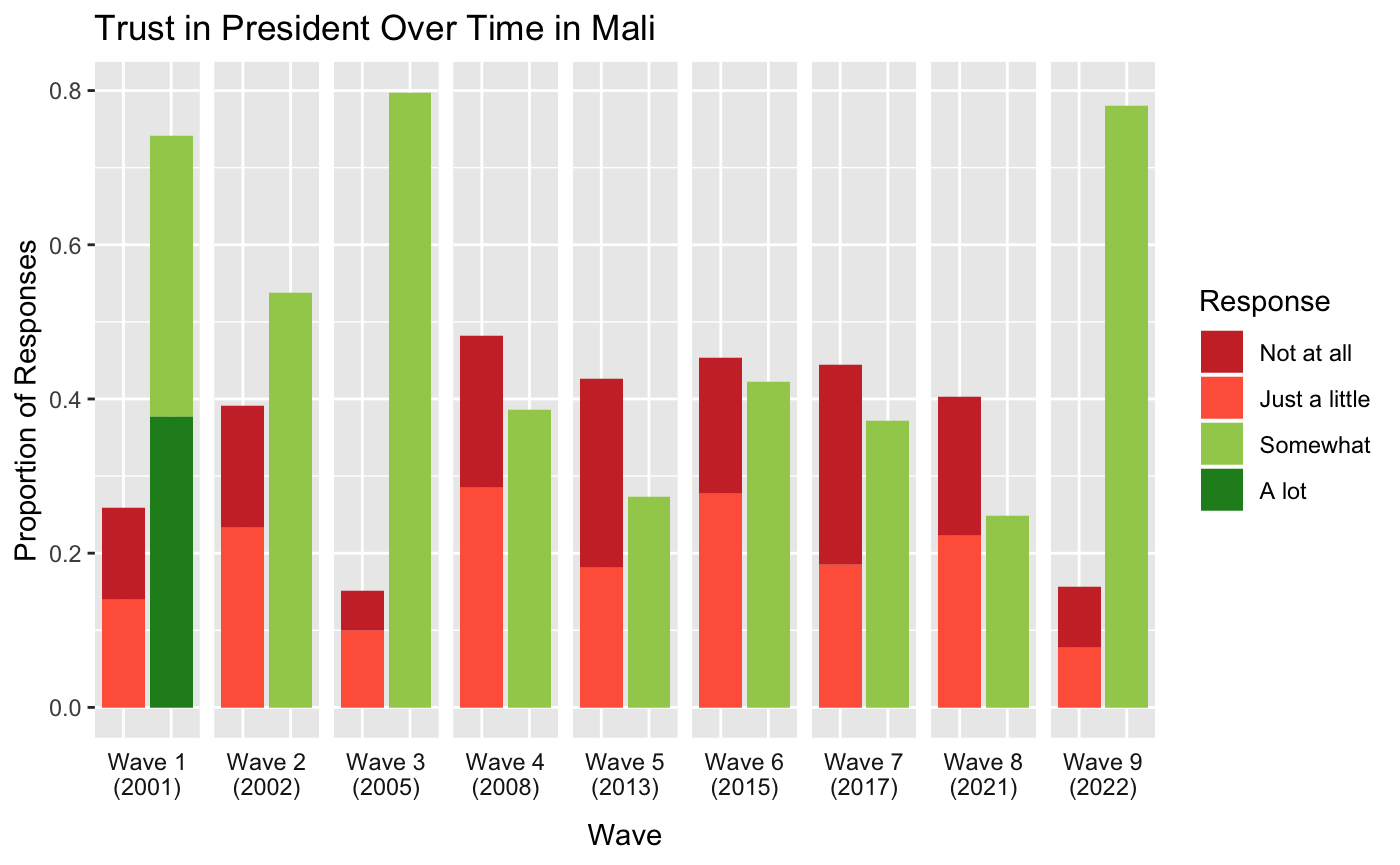 Trust in President Over Time in Mali
Proportion of Responses
0.8
0.6
0.4
0.2
0.0
Wave 1
(2001)
Wave 2
(2002)
Wave 3
(2005)
Wave 4
(2008)
Wave 5
(2013)
Wave 6
(2015)
Wave 7
(2017)
Wave 8
(2021)
Wave 9
(2022)
Wave
Response
Not at all
Just a little
Somewhat
A lot